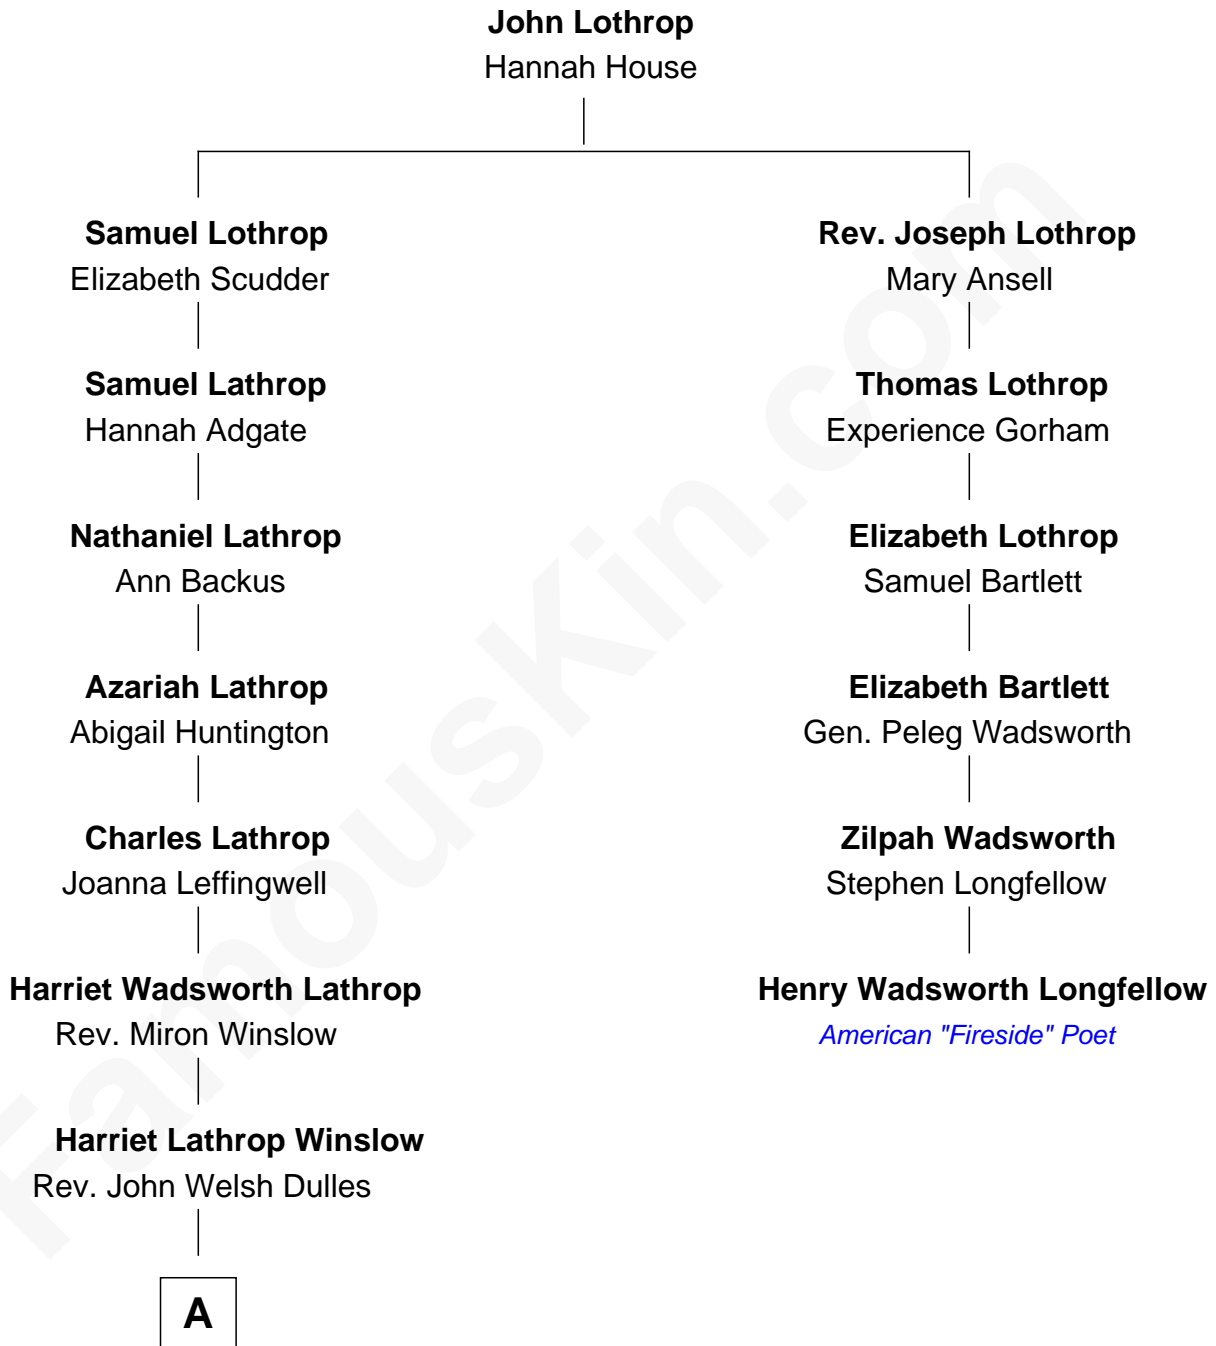 John Lothrop
Hannah House
Samuel Lothrop
Elizabeth Scudder
Samuel Lathrop
Hannah Adgate
Nathaniel Lathrop
Ann Backus
Azariah Lathrop
Abigail Huntington
Charles Lathrop
Joanna Leffingwell
Harriet Wadsworth Lathrop
Rev. Miron Winslow
Harriet Lathrop Winslow
Rev. John Welsh Dulles
A
Rev. Joseph Lothrop
Mary Ansell
Thomas Lothrop
Experience Gorham
Elizabeth Lothrop
Samuel Bartlett
Elizabeth Bartlett
Gen. Peleg Wadsworth
Zilpah Wadsworth
Stephen Longfellow
Henry Wadsworth Longfellow
American "Fireside" Poet
FamousKin.com